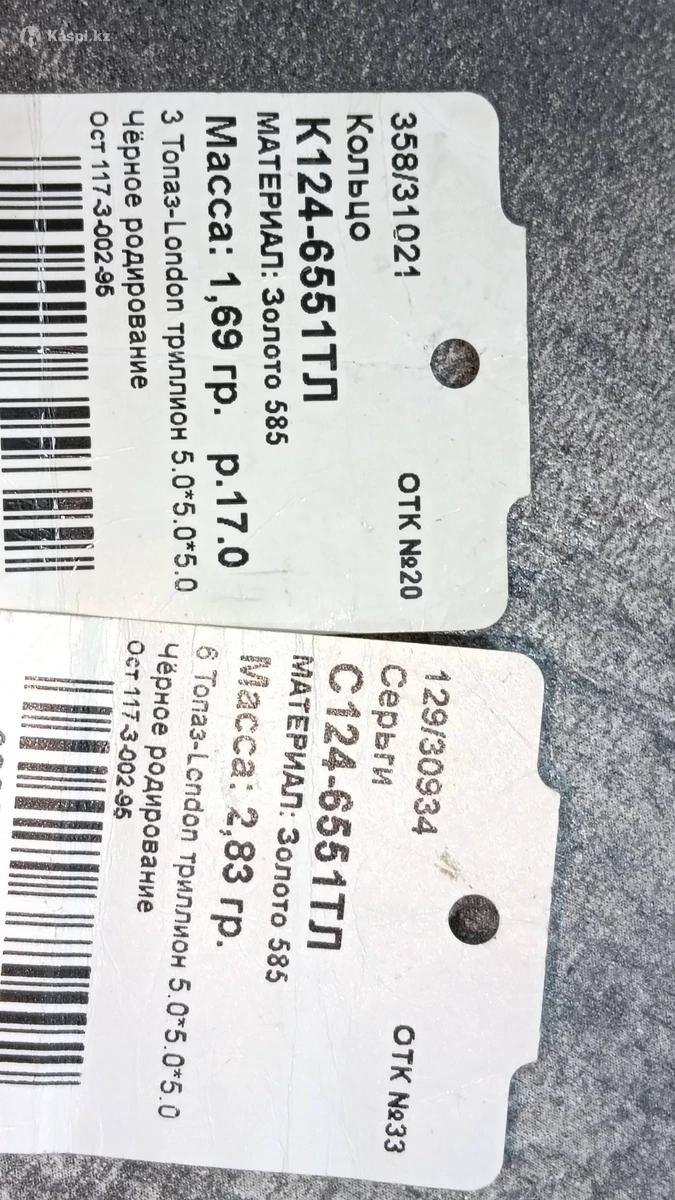 Kaspi.kz
358/31021 ОТК №20
Кольцо
К124-6551ТЛ
МАТЕРИАЛ: Золото 585
Масса: 1,69 гр. р.17.0
3 Топаз-London триллион 5.0*5.0*5.0
Чёрное родирование
Ост 117-3-002-95
129/30934 ОТК №33
Серьги
С124-6551ТЛ
МАТЕРИАЛ: Золото 585
Масса: 2,83 гр.
6 Топаз-London триллион 5.0*5.0*5.0
Чёрное родирование
Ост 117-3-002-95